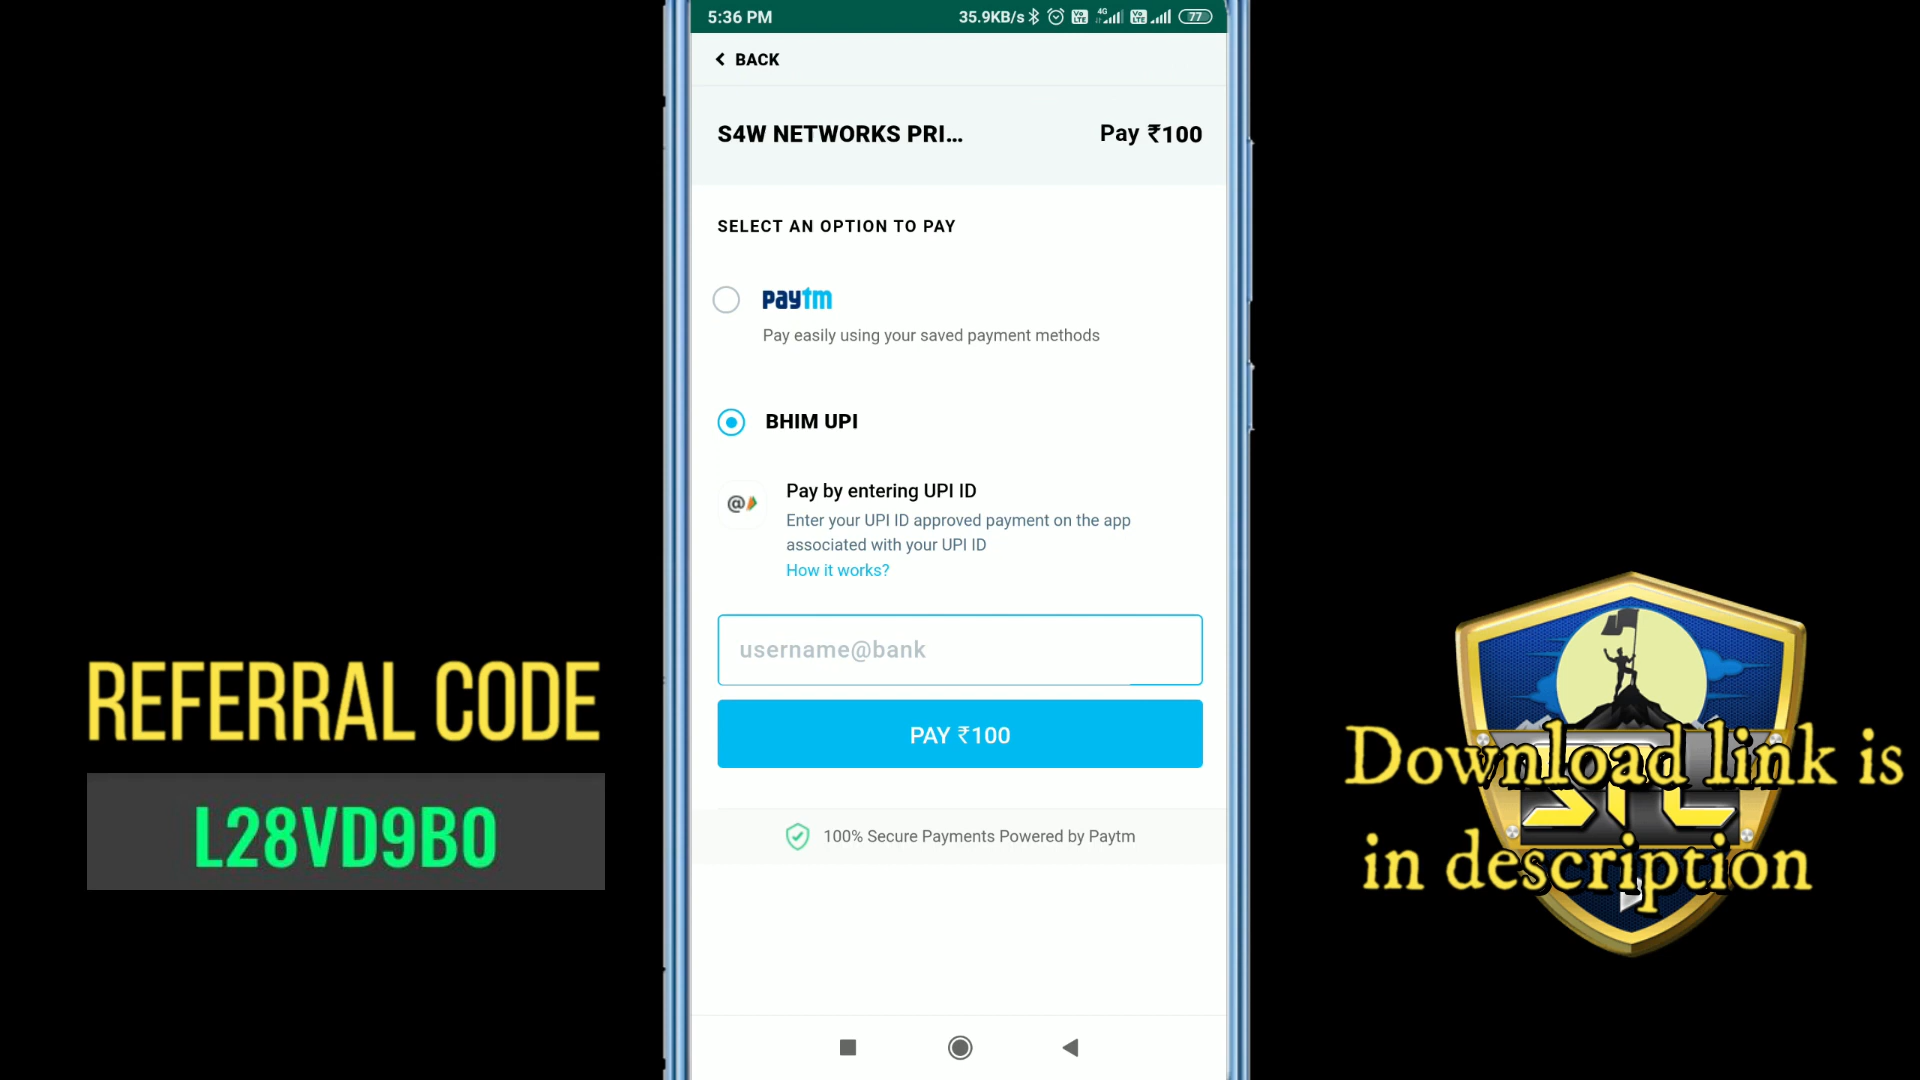 5:36 PM
35.9KB/s
4G
77
BACK
S4W NETWORKS PRI...
Pay ₹100
SELECT AN OPTION TO PAY
paytm
Pay easily using your saved payment methods
BHIM UPI
Pay by entering UPI ID
Enter your UPI ID approved payment on the app
associated with your UPI ID
How it works?
username@bank
PAY ₹100
100% Secure Payments Powered by Paytm
REFERRAL CODE
L28VD9B0
Download link is
in description